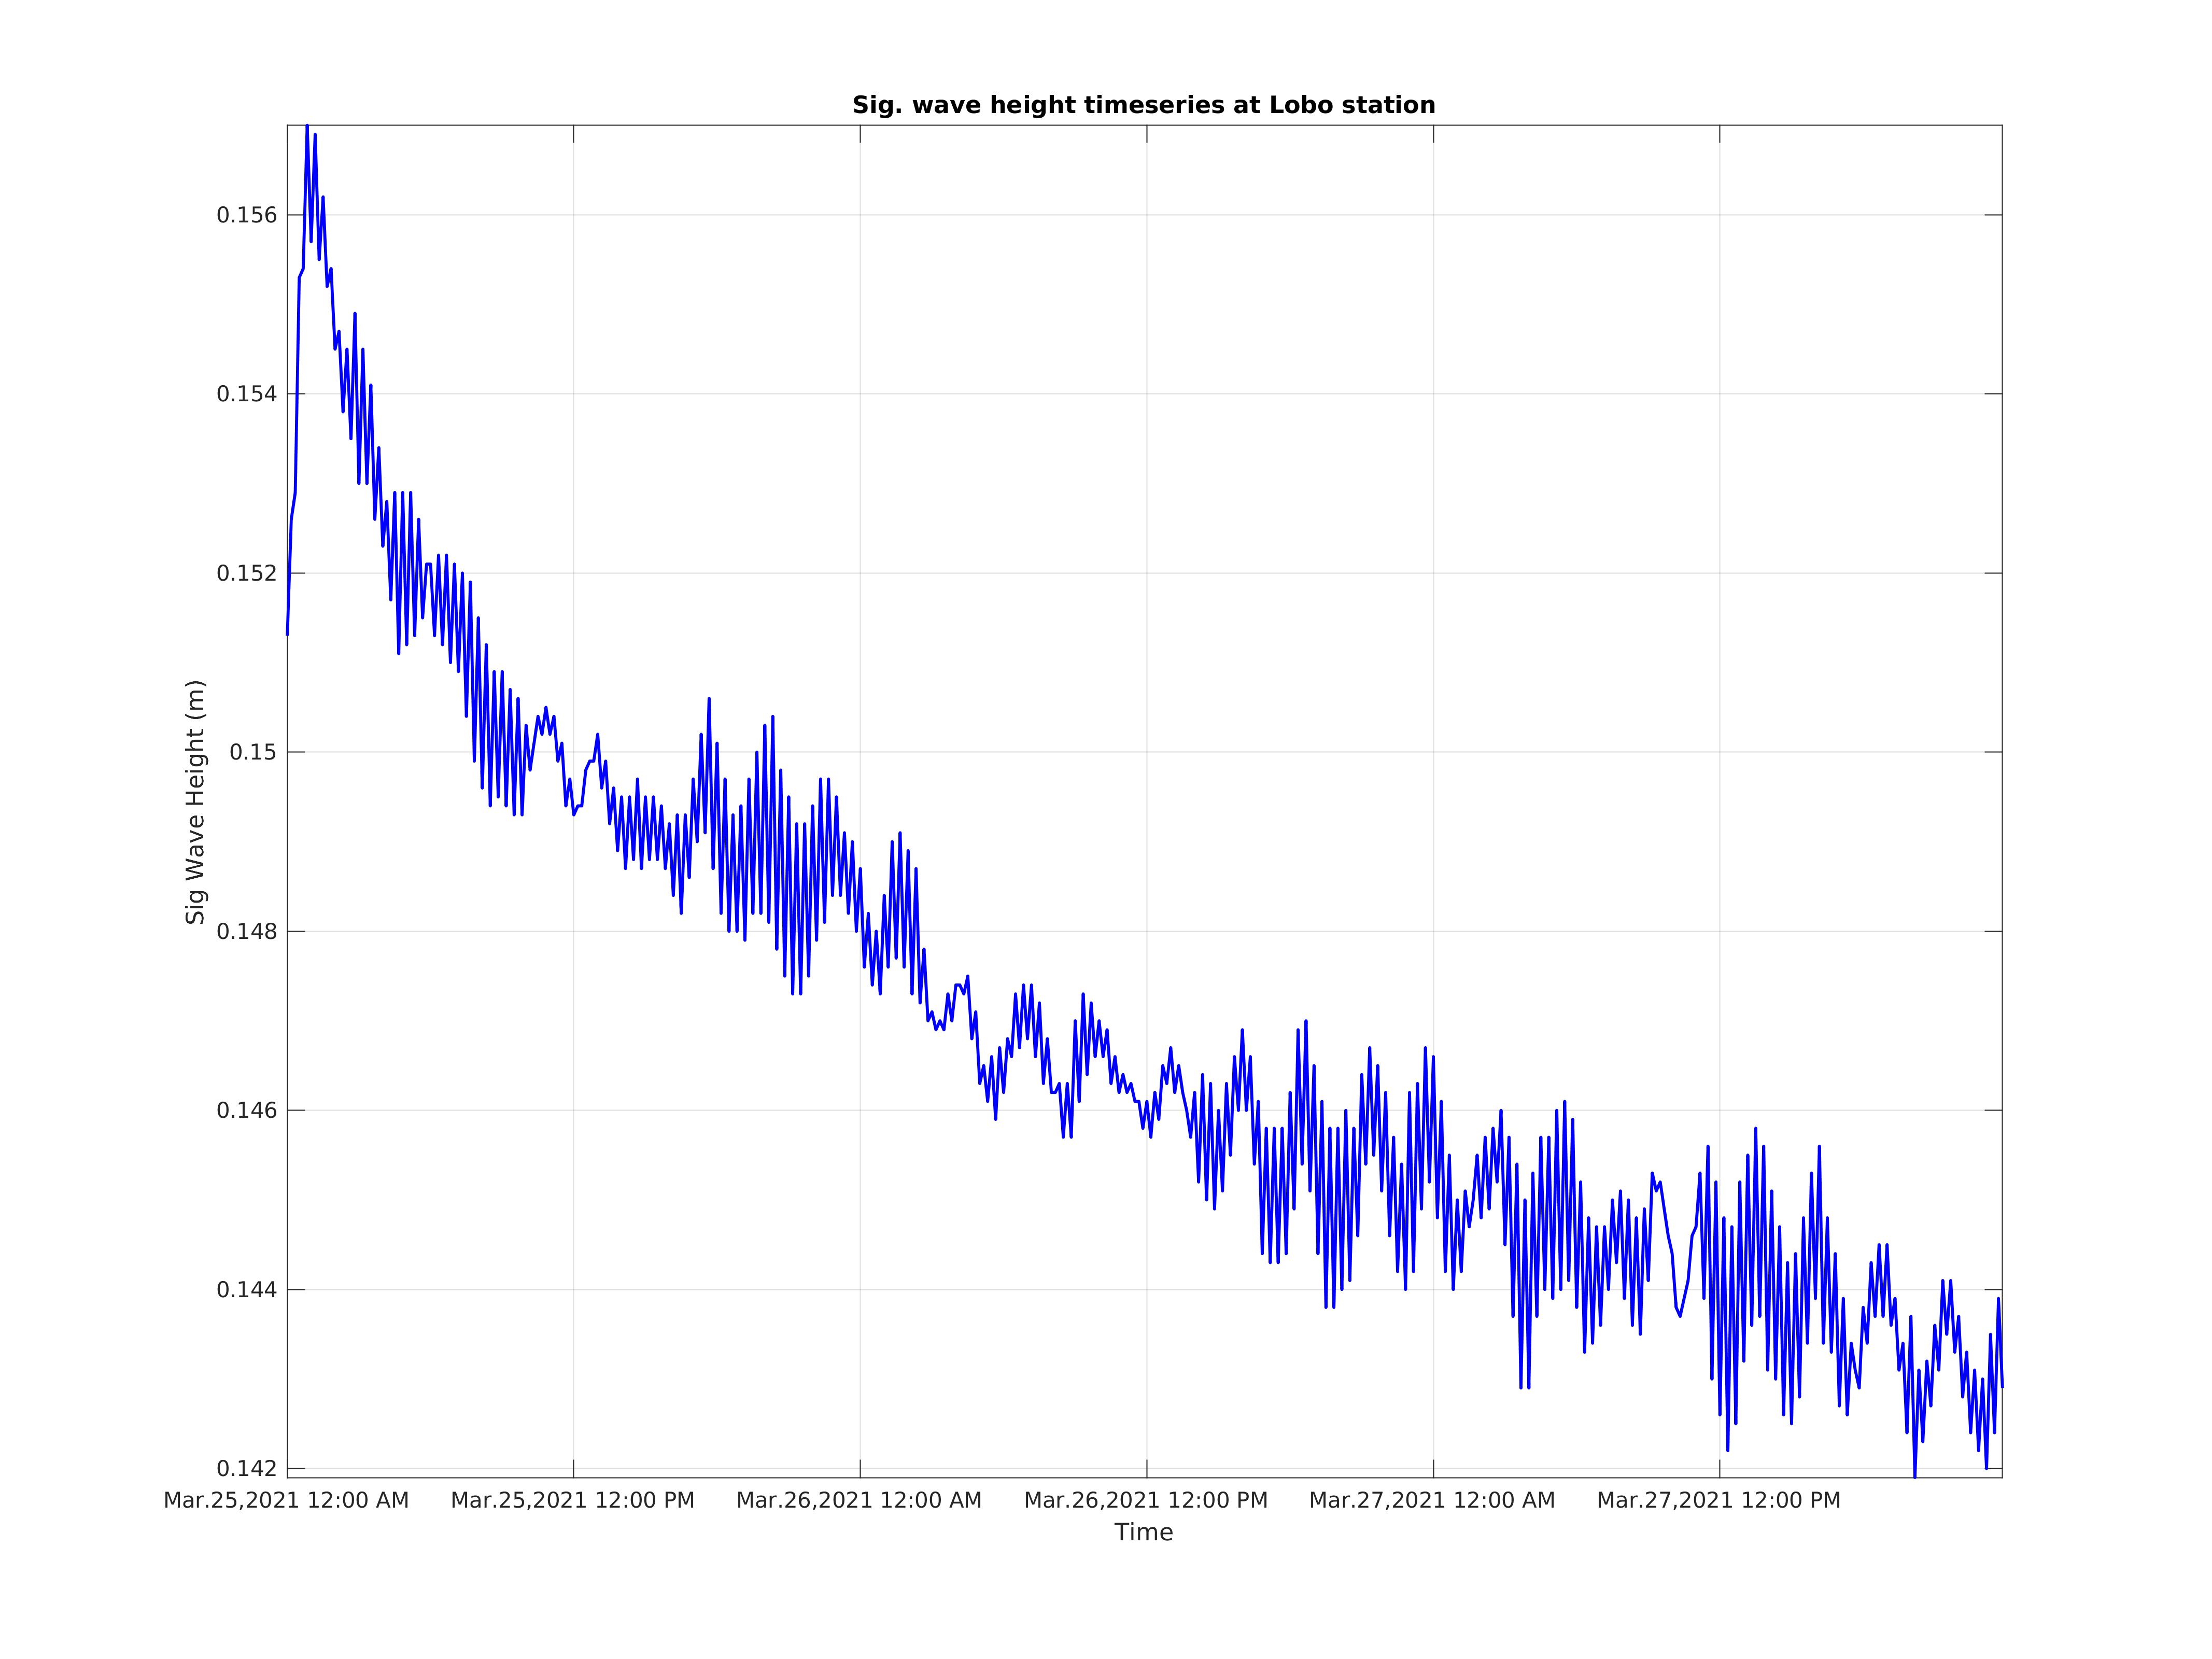 Sig. wave height timeseries at Lobo station
0.156
0.154
0.152
0.15
0.148
0.146
0.144
0.142
Sig Wave Height (m)
Mar.25,2021 12:00 AM Mar.25,2021 12:00 PM Mar.26,2021 12:00 AM Mar.26,2021 12:00 PM Mar.27,2021 12:00 AM Mar.27,2021 12:00 PM
Time